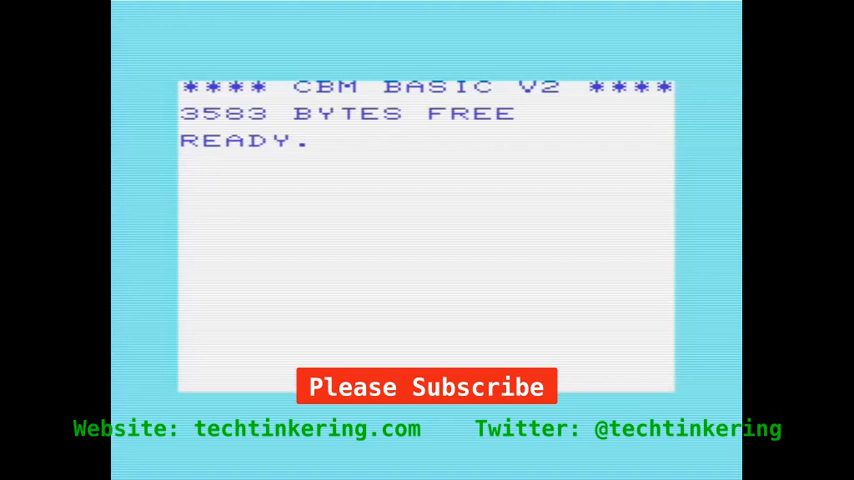 **** CBM BASIC V2 ****
3583 BYTES FREE
READY.
Please Subscribe
Website: techtinkering.com Twitter: @techtinkering